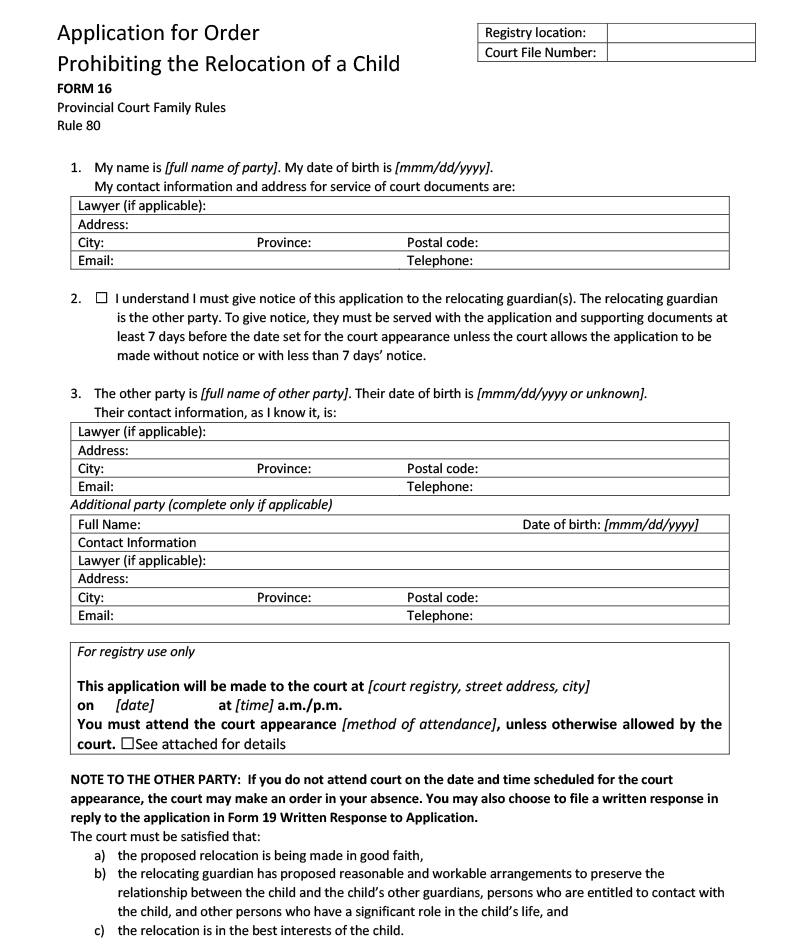 Application for Order
Prohibiting the Relocation of a Child
FORM 16
Provincial Court Family Rules
Rule 80
Registry location:
Court File Number:
1. My name is [full name of party]. My date of birth is [mmm/dd/yyyy].
My contact information and address for service of court documents are:
Lawyer (if applicable):
Address:
City: Province: Postal code:
Email: Telephone:
2. ☐ I understand I must give notice of this application to the relocating guardian(s). The relocating guardian
is the other party. To give notice, they must be served with the application and supporting documents at
least 7 days before the date set for the court appearance unless the court allows the application to be
made without notice or with less than 7 days’ notice.
3. The other party is [full name of other party]. Their date of birth is [mmm/dd/yyyy or unknown].
Their contact information, as I know it, is:
Lawyer (if applicable):
Address:
City: Province: Postal code:
Email: Telephone:
Additional party (complete only if applicable)
Full Name: Date of birth: [mmm/dd/yyyy]
Contact Information
Lawyer (if applicable):
Address:
City: Province: Postal code:
Email: Telephone:
For registry use only
This application will be made to the court at [court registry, street address, city]
on [date] at [time] a.m./p.m.
You must attend the court appearance [method of attendance], unless otherwise allowed by the
court. ☐See attached for details
NOTE TO THE OTHER PARTY: If you do not attend court on the date and time scheduled for the court
appearance, the court may make an order in your absence. You may also choose to file a written response in
reply to the application in Form 19 Written Response to Application.
The court must be satisfied that:
a) the proposed relocation is being made in good faith,
b) the relocating guardian has proposed reasonable and workable arrangements to preserve the
relationship between the child and the child’s other guardians, persons who are entitled to contact with
the child, and other persons who have a significant role in the child’s life, and
c) the relocation is in the best interests of the child.